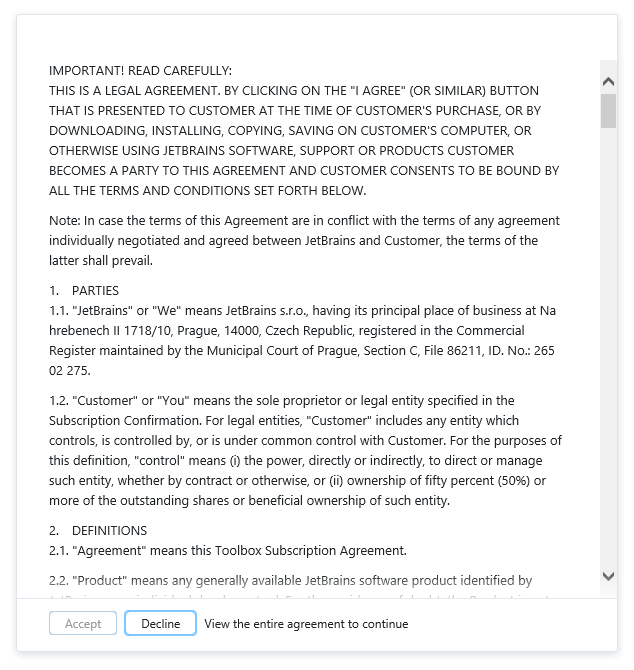 IMPORTANT! READ CAREFULLY:
THIS IS A LEGAL AGREEMENT. BY CLICKING ON THE "I AGREE" (OR SIMILAR) BUTTON
THAT IS PRESENTED TO CUSTOMER AT THE TIME OF CUSTOMER'S PURCHASE, OR BY
DOWNLOADING, INSTALLING, COPYING, SAVING ON CUSTOMER'S COMPUTER, OR
OTHERWISE USING JETBRAINS SOFTWARE, SUPPORT OR PRODUCTS CUSTOMER
BECOMES A PARTY TO THIS AGREEMENT AND CUSTOMER CONSENTS TO BE BOUND BY
ALL THE TERMS AND CONDITIONS SET FORTH BELOW.
Note: In case the terms of this Agreement are in conflict with the terms of any agreement
individually negotiated and agreed between JetBrains and Customer, the terms of the
latter shall prevail.
1. PARTIES
1.1. "JetBrains" or "We" means JetBrains s.r.o., having its principal place of business at Na
hrebenech II 1718/10, Prague, 14000, Czech Republic, registered in the Commercial
Register maintained by the Municipal Court of Prague, Section C, File 86211, ID. No.: 265
02 275.
1.2. "Customer" or "You" means the sole proprietor or legal entity specified in the
Subscription Confirmation. For legal entities, "Customer" includes any entity which
controls, is controlled by, or is under common control with Customer. For the purposes of
this definition, "control" means (i) the power, directly or indirectly, to direct or manage
such entity, whether by contract or otherwise, or (ii) ownership of fifty percent (50%) or
more of the outstanding shares or beneficial ownership of such entity.
2. DEFINITIONS
2.1. "Agreement" means this Toolbox Subscription Agreement.
2.2. "Product" means any generally available JetBrains software product identified by
Accept Decline View the entire agreement to continue